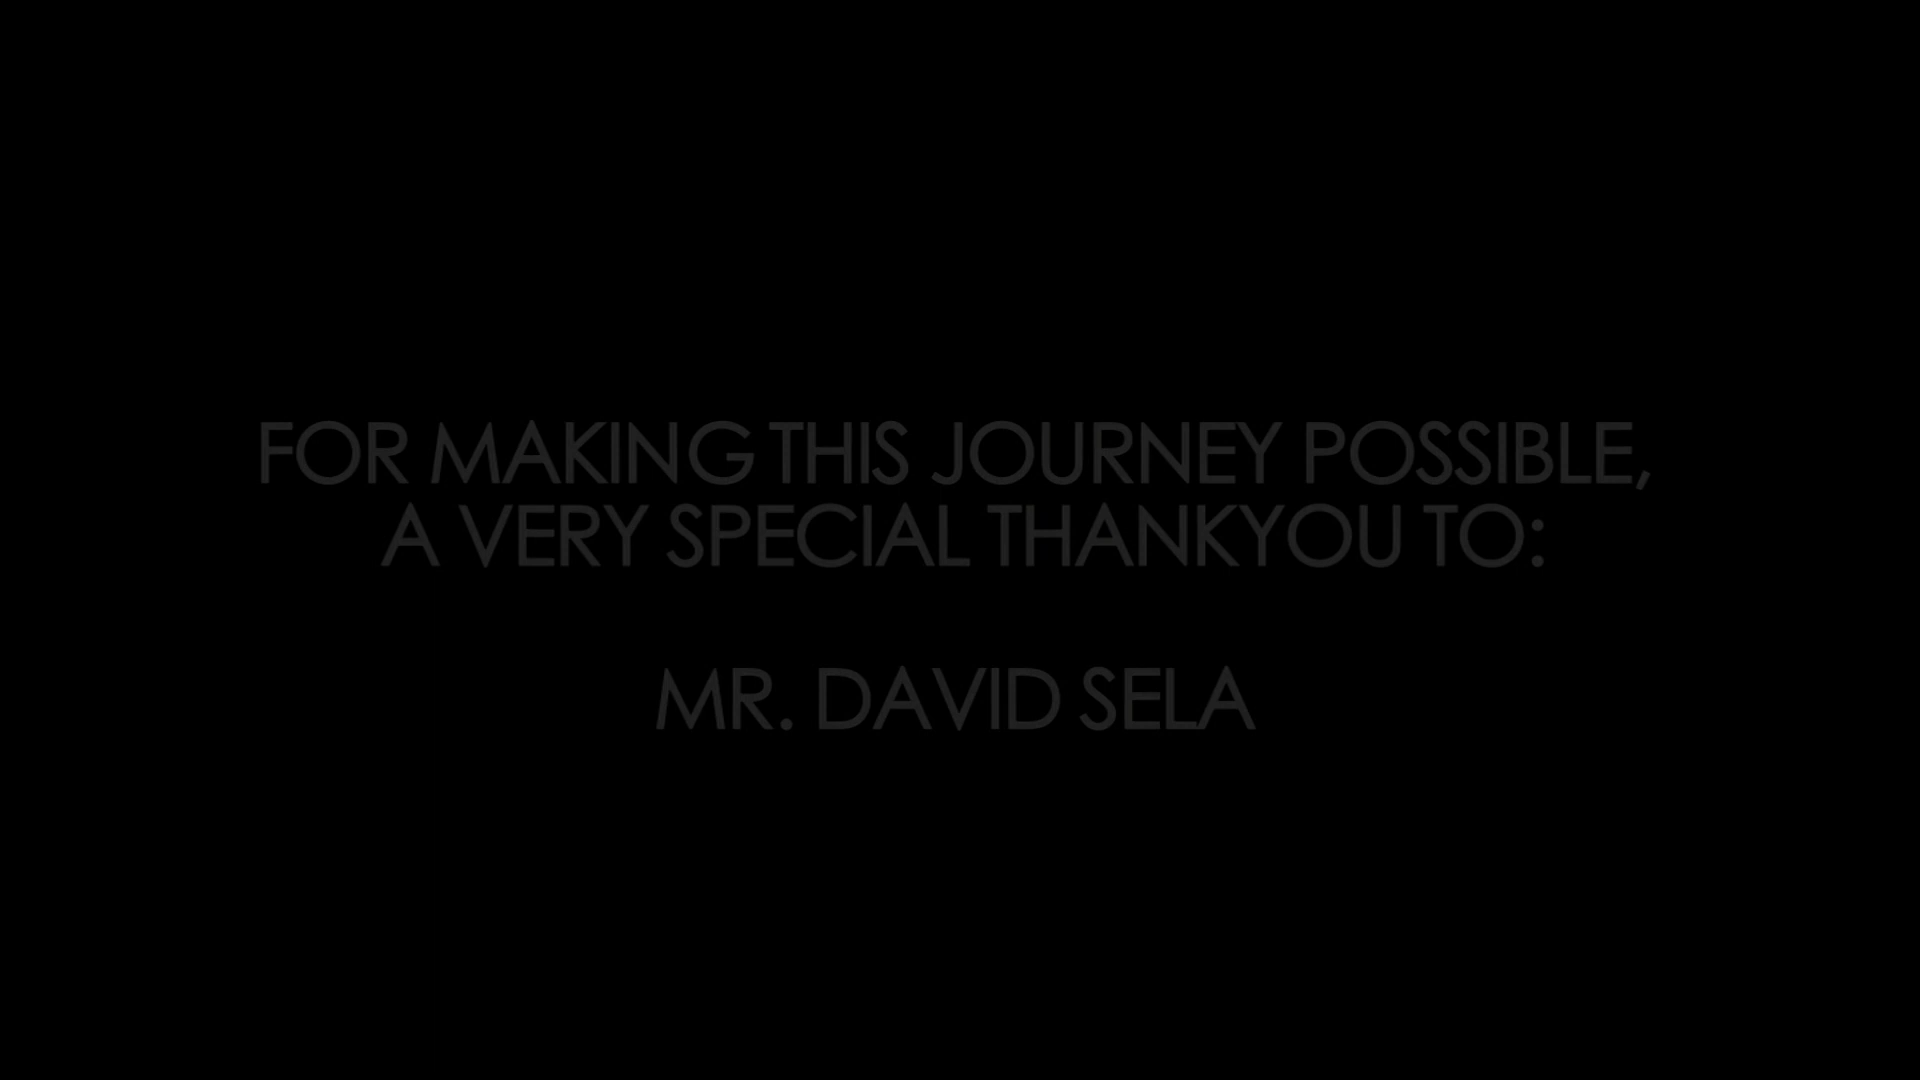 FOR MAKING THIS JOURNEY POSSIBLE,
A VERY SPECIAL THANKYOU TO:
MR. DAVID SELA